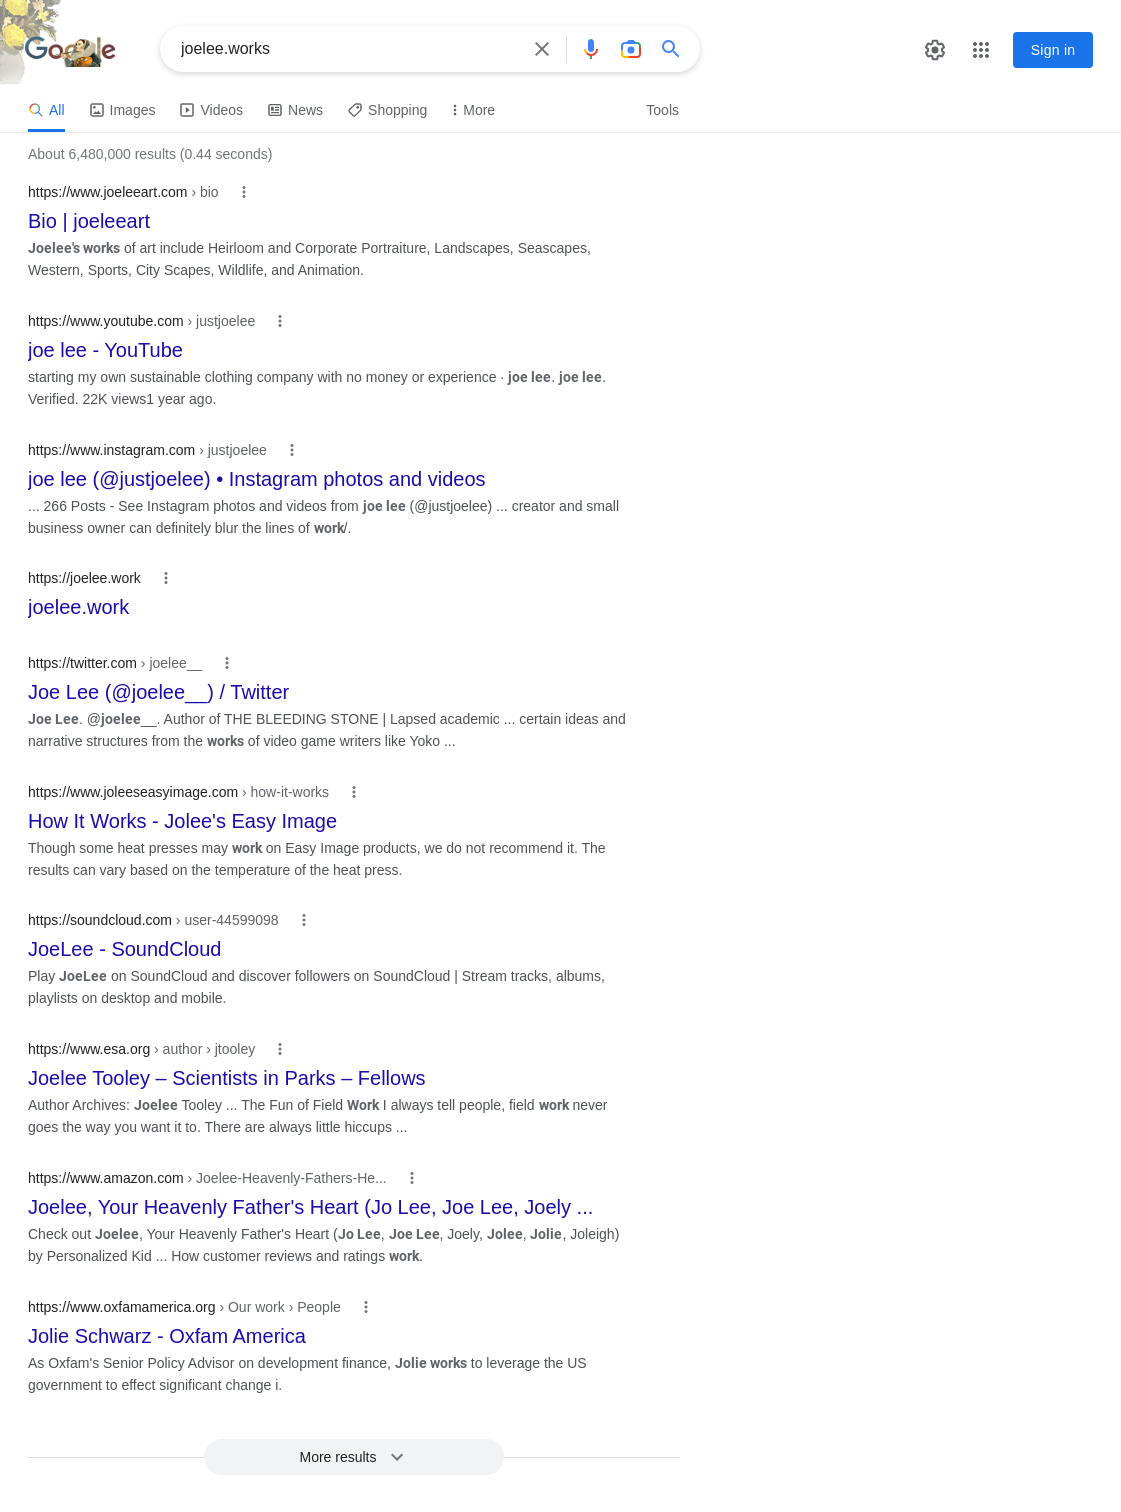 Google
joelee.works
Sign in
All
Images
Videos
News
Shopping
More
Tools
About 6,480,000 results (0.44 seconds)
https://www.joeleeart.com › bio
Bio | joeleeart
Joelee's works of art include Heirloom and Corporate Portraiture, Landscapes, Seascapes,
Western, Sports, City Scapes, Wildlife, and Animation.
https://www.youtube.com › justjoelee
joe lee - YouTube
starting my own sustainable clothing company with no money or experience · joe lee. joe lee.
Verified. 22K views1 year ago.
https://www.instagram.com › justjoelee
joe lee (@justjoelee) • Instagram photos and videos
... 266 Posts - See Instagram photos and videos from joe lee (@justjoelee) ... creator and small
business owner can definitely blur the lines of work/.
https://joelee.work
joelee.work
https://twitter.com › joelee__
Joe Lee (@joelee__) / Twitter
Joe Lee. @joelee__. Author of THE BLEEDING STONE | Lapsed academic ... certain ideas and
narrative structures from the works of video game writers like Yoko ...
https://www.joleeseasyimage.com › how-it-works
How It Works - Jolee's Easy Image
Though some heat presses may work on Easy Image products, we do not recommend it. The
results can vary based on the temperature of the heat press.
https://soundcloud.com › user-44599098
JoeLee - SoundCloud
Play JoeLee on SoundCloud and discover followers on SoundCloud | Stream tracks, albums,
playlists on desktop and mobile.
https://www.esa.org › author › jtooley
Joelee Tooley – Scientists in Parks – Fellows
Author Archives: Joelee Tooley ... The Fun of Field Work I always tell people, field work never
goes the way you want it to. There are always little hiccups ...
https://www.amazon.com › Joelee-Heavenly-Fathers-He...
Joelee, Your Heavenly Father's Heart (Jo Lee, Joe Lee, Joely ...
Check out Joelee, Your Heavenly Father's Heart (Jo Lee, Joe Lee, Joely, Jolee, Jolie, Joleigh)
by Personalized Kid ... How customer reviews and ratings work.
https://www.oxfamamerica.org › Our work › People
Jolie Schwarz - Oxfam America
As Oxfam's Senior Policy Advisor on development finance, Jolie works to leverage the US
government to effect significant change i.
More results